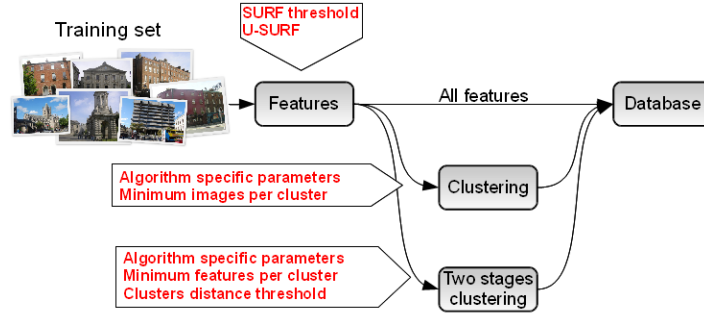 Training set
SURF threshold
U-SURF
Features
All features
Database
Algorithm specific parameters
Minimum images per cluster
Clustering
Algorithm specific parameters
Minimum features per cluster
Clusters distance threshold
Two stages
clustering